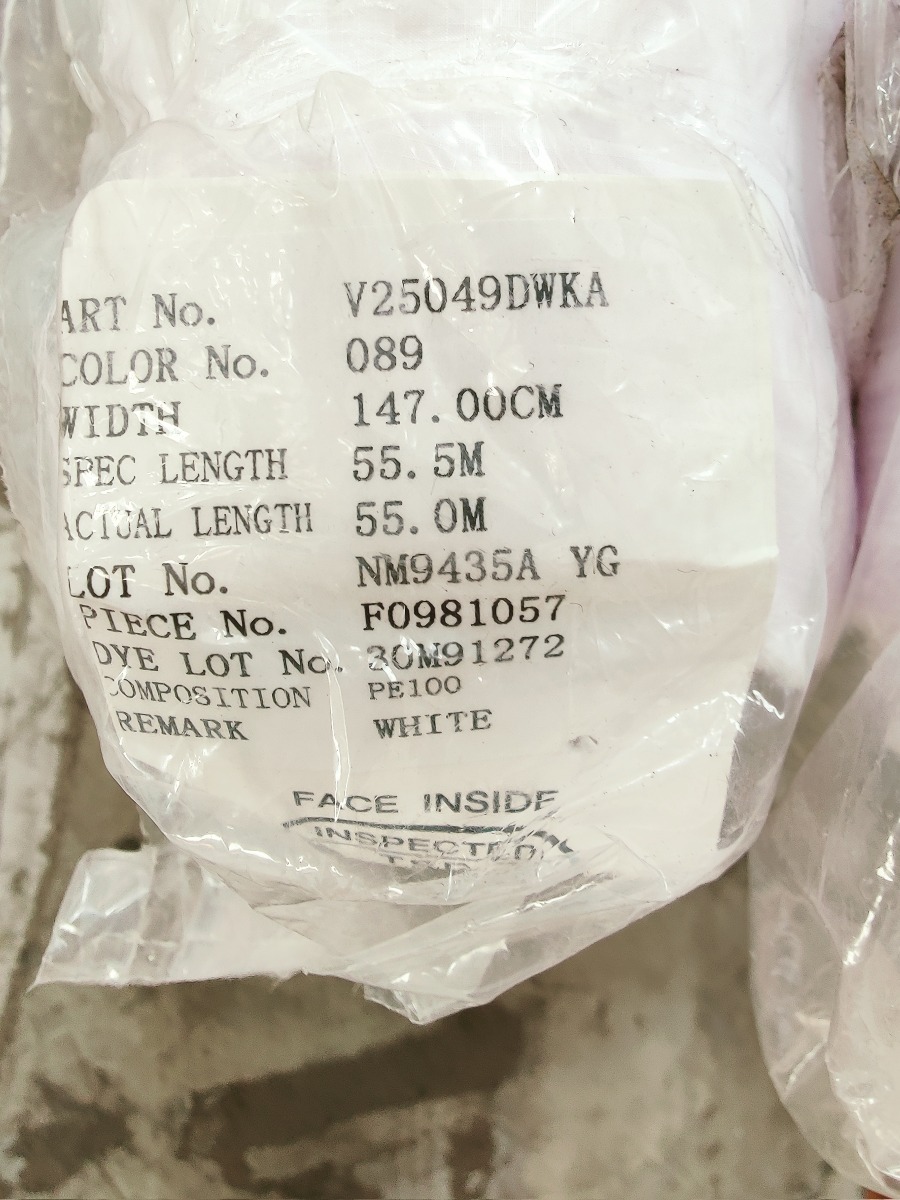 ART No. V25049DWKA
COLOR No. 089
WIDTH 147.00CM
SPEC LENGTH 55.5M
ACTUAL LENGTH 55.0M
LOT No. NM9435A YG
PIECE No. F0981057
DYE LOT No. 30M91272
COMPOSITION PE100
REMARK WHITE
FACE INSIDE
INSPECTED